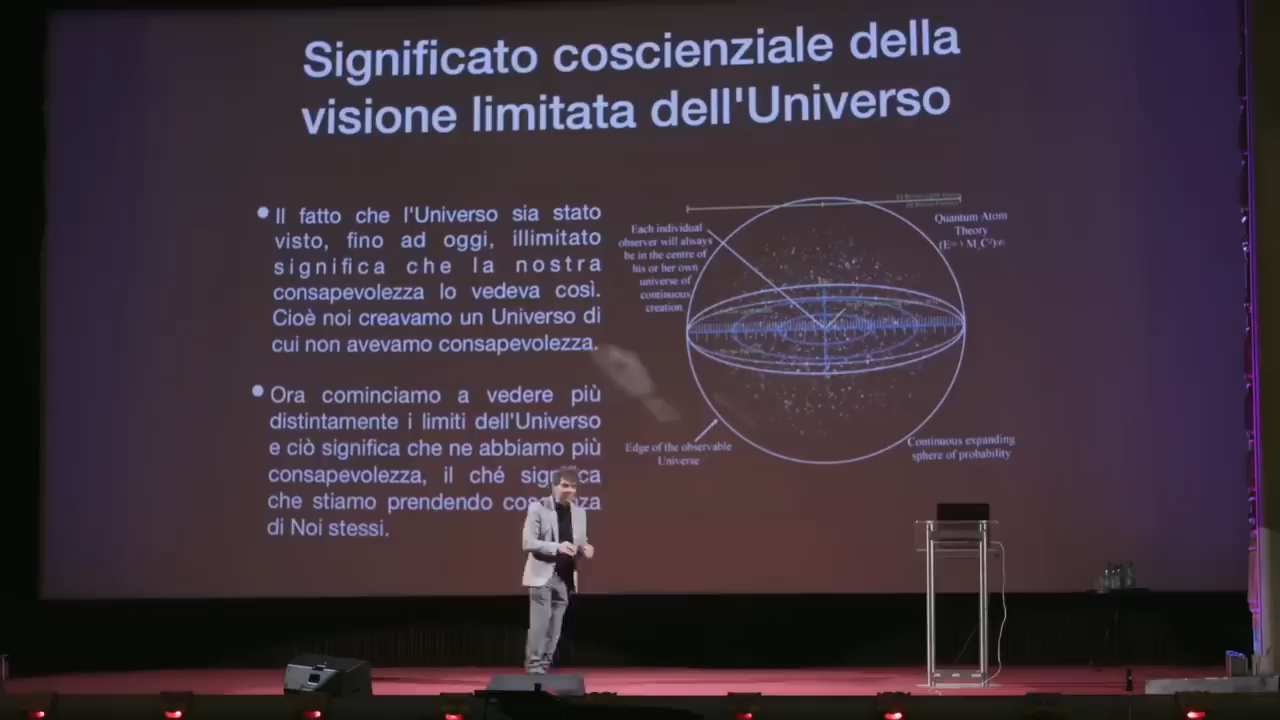 Significato coscienziale della
visione limitata dell'Universo
Il fatto che l'Universo sia stato
visto, fino ad oggi, illimitato
significa che la nostra
consapevolezza lo vedeva così.
Cioè noi creavamo un Universo di
cui non avevamo consapevolezza.
Ora cominciamo a vedere più
distintamente i limiti dell'Universo
e ciò significa che ne abbiamo più
consapevolezza, il ché
che stiamo prendendo
di Noi stessi.
Each individual
observer will always
be in the centre of
his or her own
universe of
continuous
creation
Quantum Atom
Theory
Edge of the observable
Universe
Continuous expanding
sphere of probability